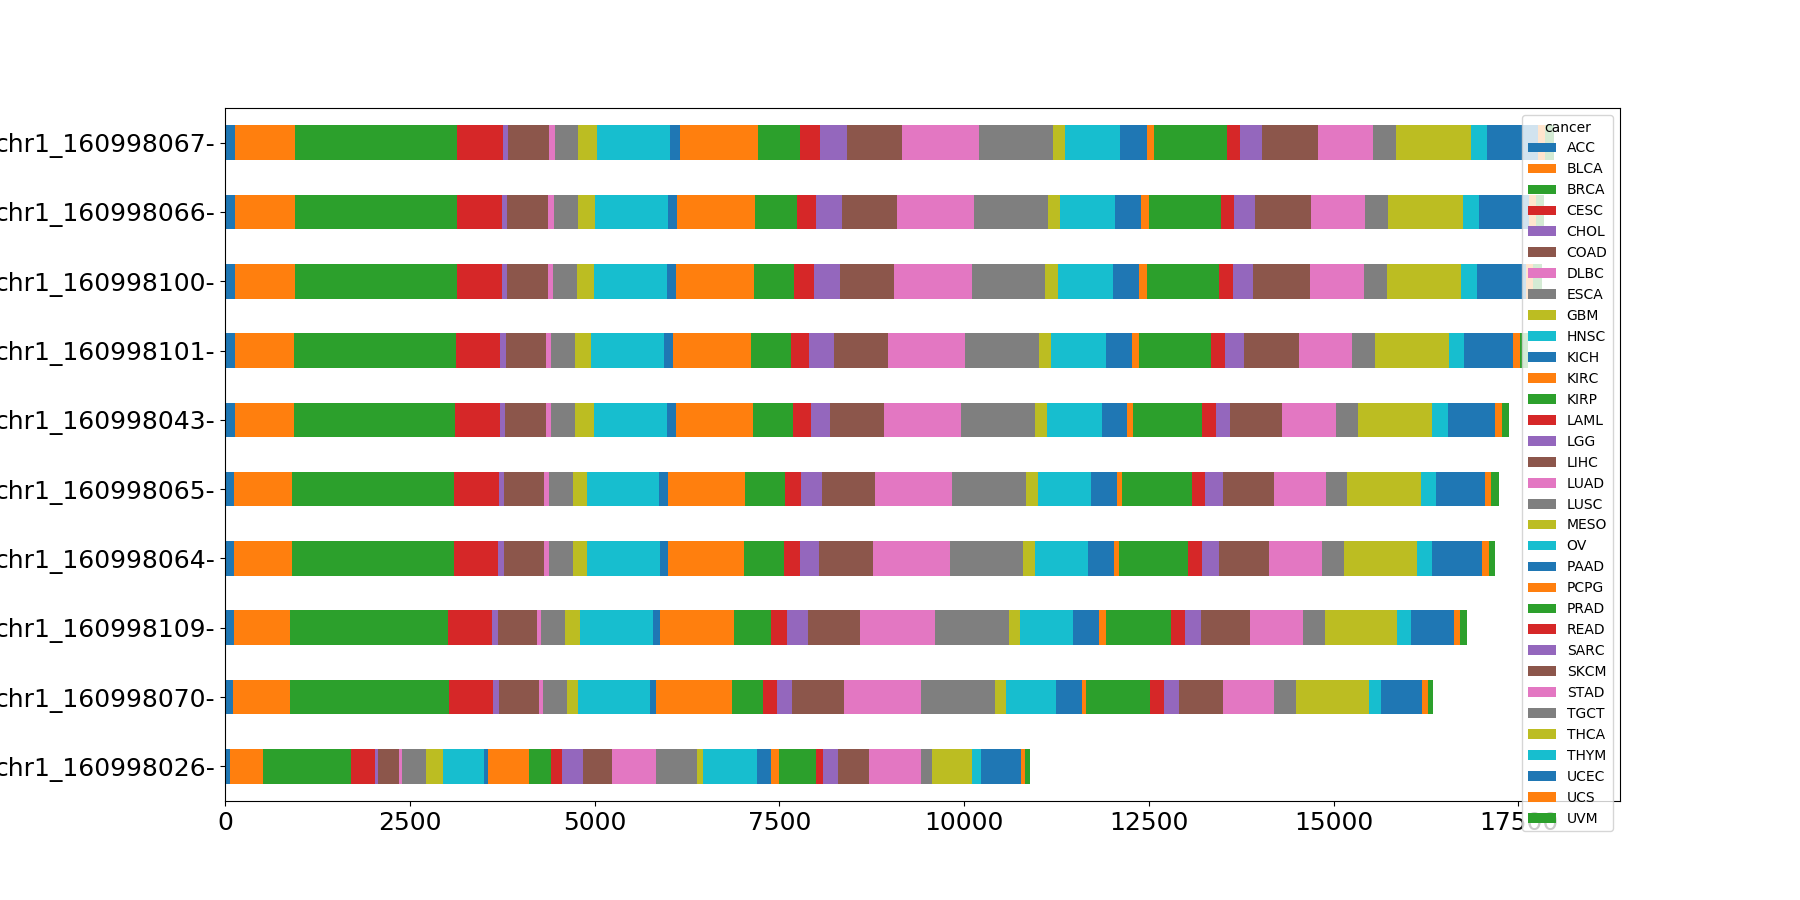 chr1_160998067-
chr1_160998066-
chr1_160998100-
chr1_160998101-
chr1_160998043-
chr1_160998065-
chr1_160998064-
chr1_160998109-
chr1_160998070-
chr1_160998026-
0 2500 5000 7500 10000 12500 15000 17500
cancer
ACC
BLCA
BRCA
CESC
CHOL
COAD
DLBC
ESCA
GBM
HNSC
KICH
KIRC
KIRP
LAML
LGG
LIHC
LUAD
LUSC
MESO
OV
PAAD
PCPG
PRAD
READ
SARC
SKCM
STAD
TGCT
THCA
THYM
UCEC
UCS
UVM